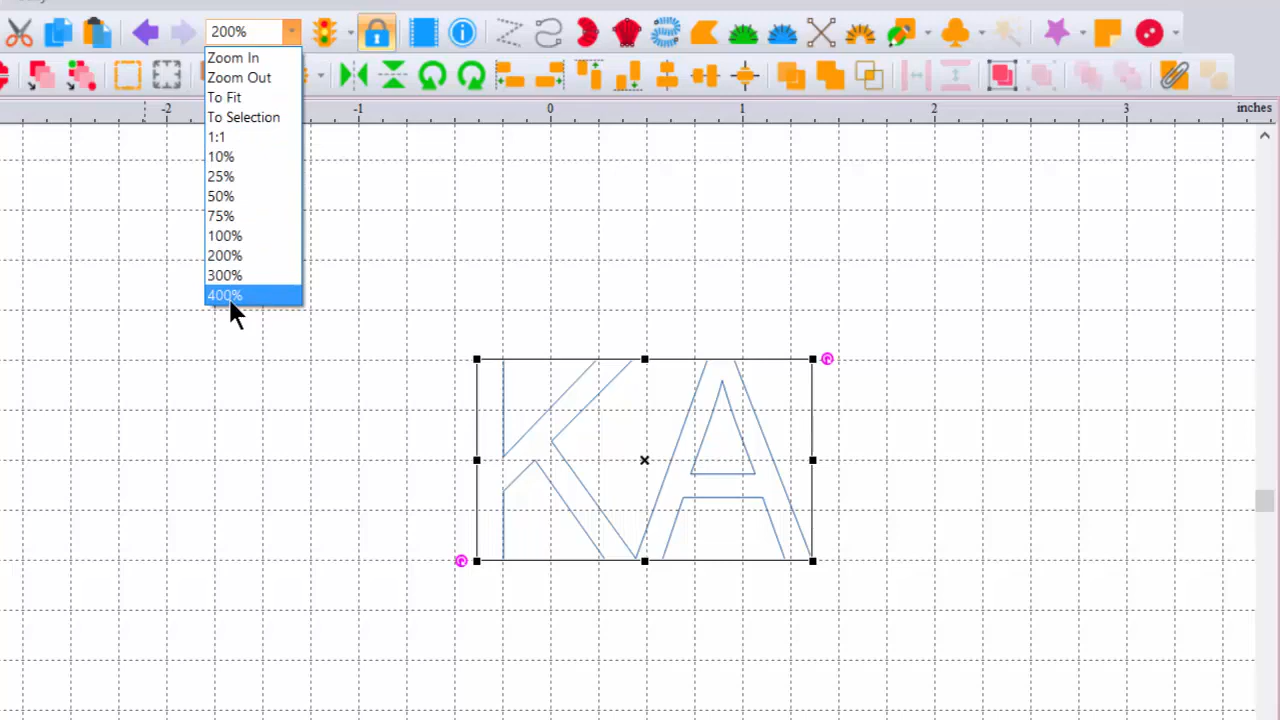 200%
Zoom In
Zoom Out
To Fit
To Selection
1:1
10%
25%
50%
75%
100%
200%
300%
400%
-2 -1 0 1 2 3 inches
KA